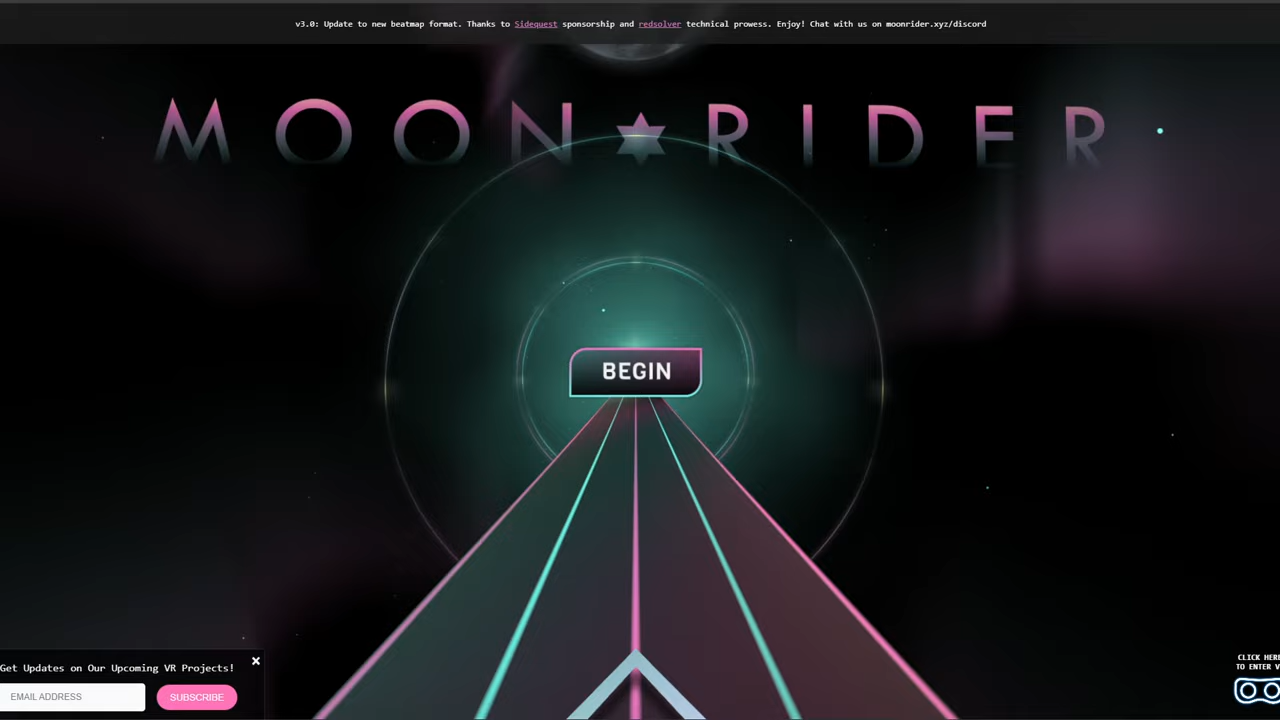 v3.0: Update to new beatmap format. Thanks to Sidequest sponsorship and redsolver technical prowess. Enjoy! Chat with us on moonrider.xyz/discord
MOON RIDER
BEGIN
Get Updates on Our Upcoming VR Projects!
EMAIL ADDRESS SUBSCRIBE
CLICK HERE
TO ENTER V